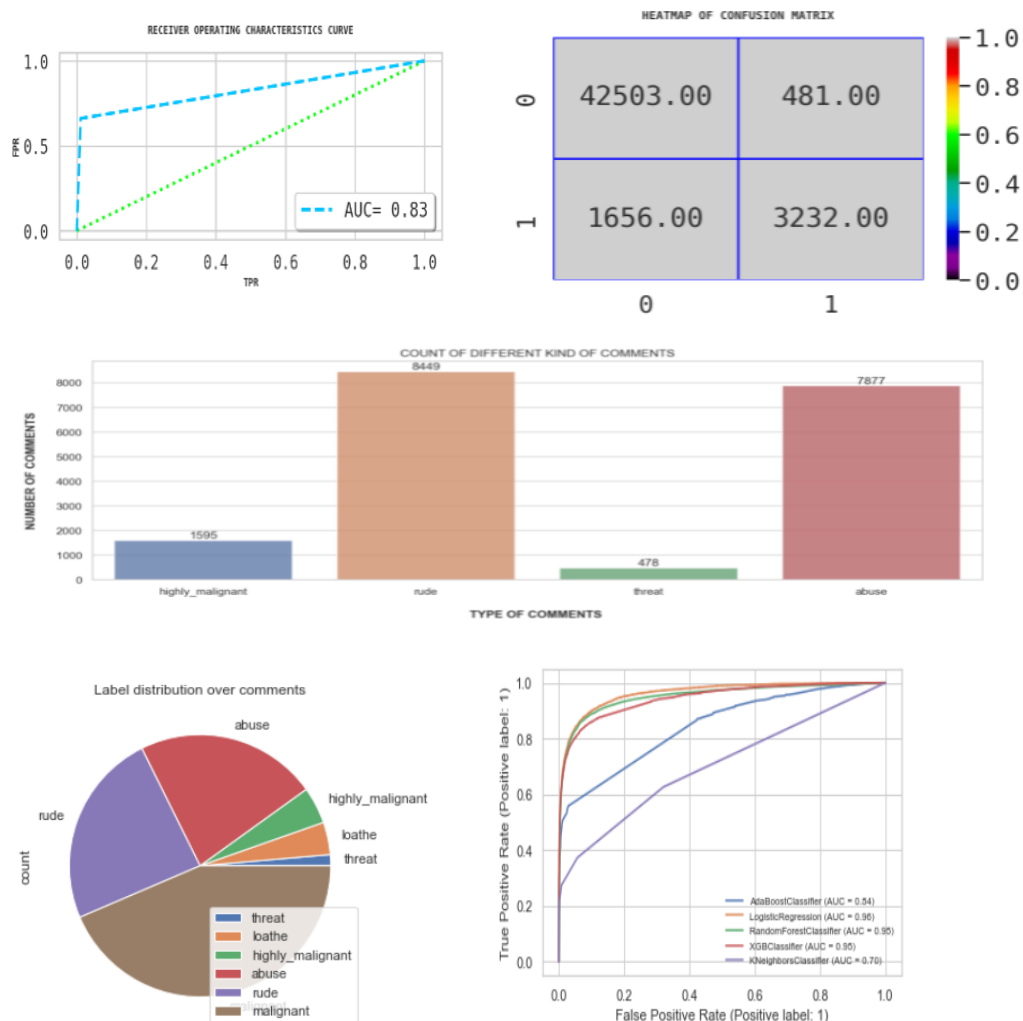 RECEIVER OPERATING CHARACTERISTICS CURVE
1.0
0.5
0.0
FPR
0.0 0.2 0.4 0.6 0.8 1.0
TPR
AUC= 0.83
HEATMAP OF CONFUSION MATRIX
0
1
42503.00 481.00
1656.00 3232.00
0 1
1.0
0.8
0.6
0.4
0.2
0.0
COUNT OF DIFFERENT KIND OF COMMENTS
NUMBER OF COMMENTS
8000
7000
6000
5000
4000
3000
2000
1000
0
1595
8449
478
7877
highly_malignant rude threat abuse
TYPE OF COMMENTS
Label distribution over comments
abuse
rude
highly_malignant
loathe
threat
count
threat
loathe
highly_malignant
abuse
rude
malignant
malignant
True Positive Rate (Positive label: 1)
1.0
0.8
0.6
0.4
0.2
0.0
AdaBoostClassifier (AUC = 0.84)
LogisticRegression (AUC = 0.96)
RandomForestClassifier (AUC = 0.95)
XGBClassifier (AUC = 0.95)
KNeighborsClassifier (AUC = 0.70)
0.0 0.2 0.4 0.6 0.8 1.0
False Positive Rate (Positive label: 1)